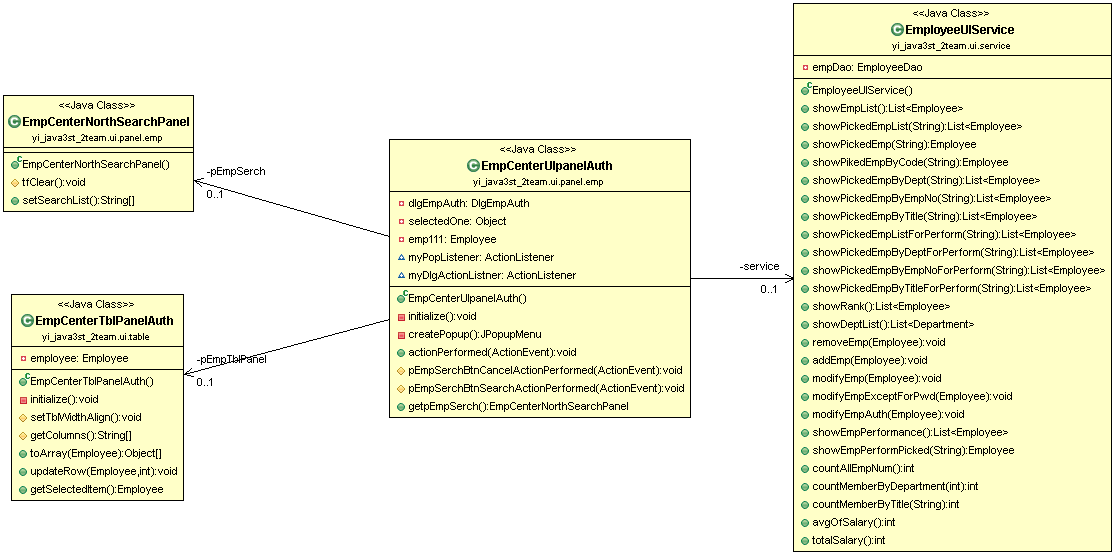 <<Java Class>>
EmpCenterNorthSearchPanel
yi_java3st_2team.ui.panel.emp
EmpCenterNorthSearchPanel()
tfClear():void
setSearchList():String[]
<<Java Class>>
EmpCenterTblPanelAuth
yi_java3st_2team.ui.table
employee: Employee
EmpCenterTblPanelAuth()
initialize():void
setTblWidthAlign():void
getColumns():String[]
toArray(Employee):Object[]
updateRow(Employee,int):void
getSelectedItem():Employee
-pEmpSerch
0..1
-pEmpTblPanel
0..1
<<Java Class>>
EmpCenterUIpanelAuth
yi_java3st_2team.ui.panel.emp
dlgEmpAuth: DlgEmpAuth
selectedOne: Object
emp111: Employee
myPopListener: ActionListener
myDlgActionListner: ActionListener
EmpCenterUIpanelAuth()
initialize():void
createPopup():JPopupMenu
actionPerformed(ActionEvent):void
pEmpSerchBtnCancelActionPerformed(ActionEvent):void
pEmpSerchBtnSearchActionPerformed(ActionEvent):void
getpEmpSerch():EmpCenterNorthSearchPanel
-service
0..1
<<Java Class>>
EmployeeUIService
yi_java3st_2team.ui.service
empDao: EmployeeDao
EmployeeUIService()
showEmpList():List<Employee>
showPickedEmpList(String):List<Employee>
showPickedEmp(String):Employee
showPikedEmpByCode(String):Employee
showPickedEmpByDept(String):List<Employee>
showPickedEmpByEmpNo(String):List<Employee>
showPickedEmpByTitle(String):List<Employee>
showPickedEmpListForPerform(String):List<Employee>
showPickedEmpByDeptForPerform(String):List<Employee>
showPickedEmpByEmpNoForPerform(String):List<Employee>
showPickedEmpByTitleForPerform(String):List<Employee>
showRank():List<Employee>
showDeptList():List<Department>
removeEmp(Employee):void
addEmp(Employee):void
modifyEmp(Employee):void
modifyEmpExceptForPwd(Employee):void
modifyEmpAuth(Employee):void
showEmpPerformance():List<Employee>
showEmpPerformPicked(String):Employee
countAllEmpNum():int
countMemberByDepartment(int):int
countMemberByTitle(String):int
avgOfSalary():int
totalSalary():int